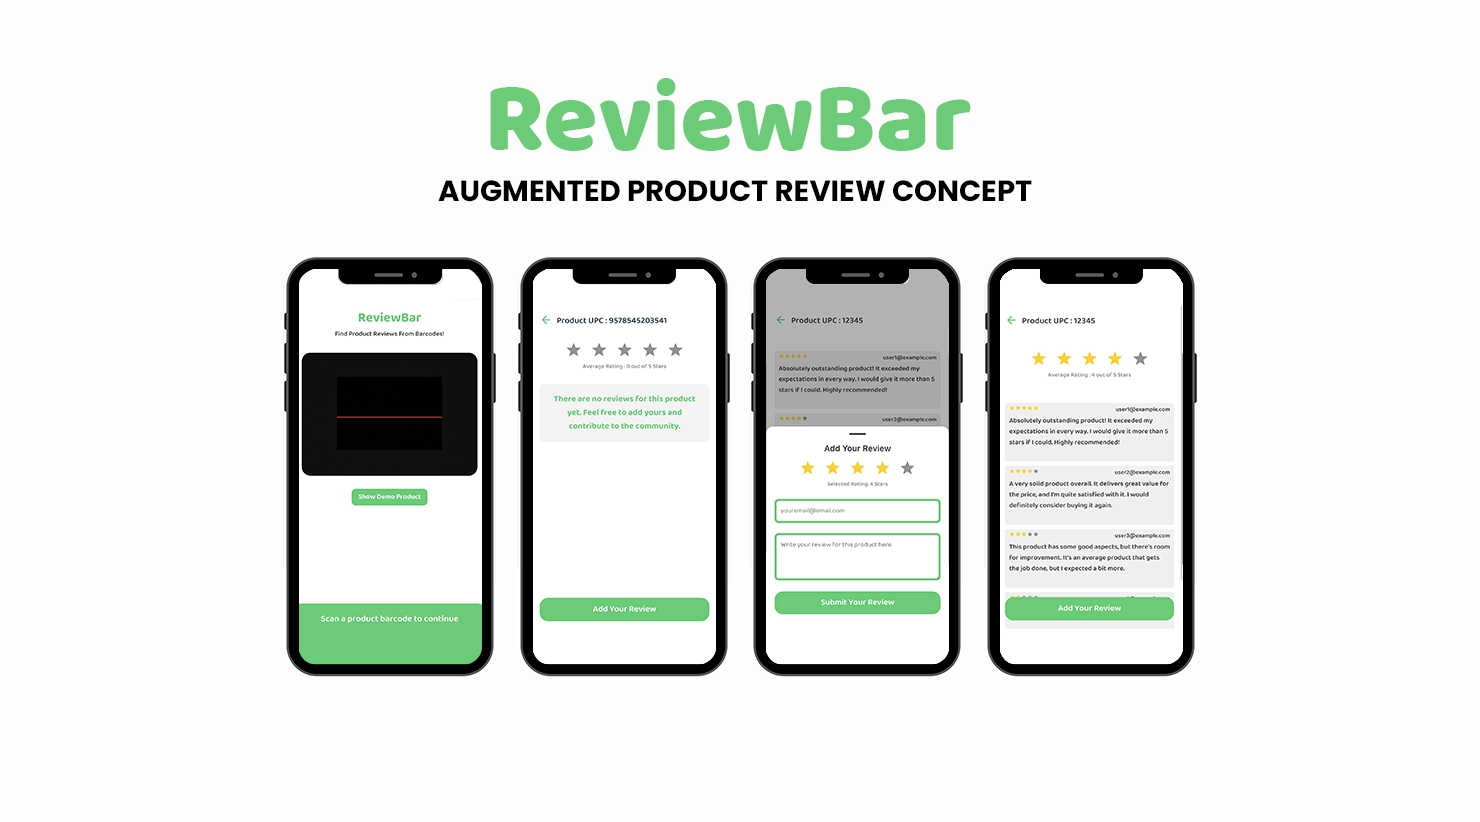 ReviewBar
AUGMENTED PRODUCT REVIEW CONCEPT
ReviewBar
Find Product Reviews From Barcodes!
Show Demo Product
Scan a product barcode to continue
Product UPC : 9578545203541
Average Rating : 0 out of 5 Stars
There are no reviews for this product
yet. Feel free to add yours and
contribute to the community.
Add Your Review
Product UPC : 12345
user1@example.com
Absolutely outstanding product! It exceeded my
expectations in every way. I would give it more than 5
stars if I could. Highly recommended!
user2@example.com
Add Your Review
Selected Rating: 4 Stars
youremail@email.com
Write your review for this product here.
Submit Your Review
Product UPC : 12345
Average Rating : 4 out of 5 Stars
user1@example.com
Absolutely outstanding product! It exceeded my
expectations in every way. I would give it more than 5
stars if I could. Highly recommended!
user2@example.com
A very solid product overall. It delivers great value for
the price, and I'm quite satisfied with it. I would
definitely consider buying it again.
user3@example.com
This product has some good aspects, but there's room
for improvement. It's an average product that gets
the job done, but I expected a bit more.
Add Your Review